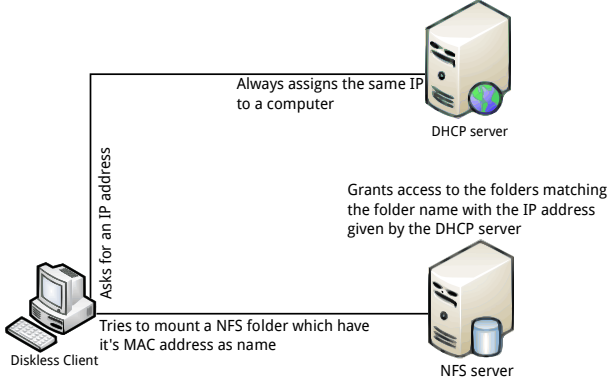 Always assigns the same IP
to a computer
DHCP server
Asks for an IP address
Grants access to the folders matching
the folder name with the IP address
given by the DHCP server
Tries to mount a NFS folder which have
it's MAC address as name
Diskless Client
NFS server